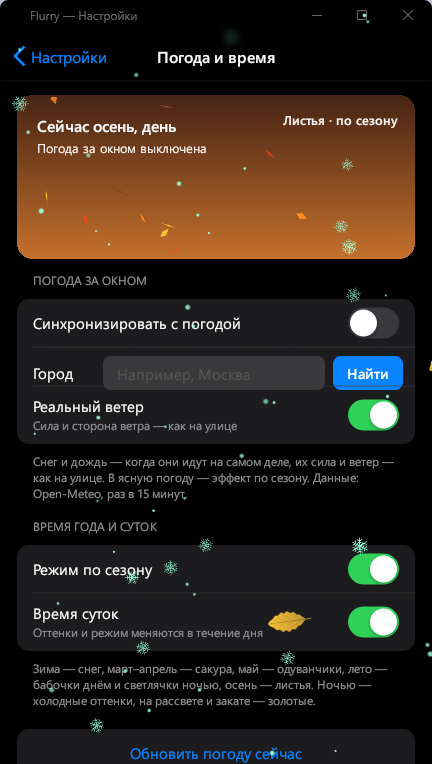 Flurry — Настройки
Настройки
Погода и время
Сейчас осень, день
Листья · по сезону
Погода за окном выключена
ПОГОДА ЗА ОКНОМ
Синхронизировать с погодой
Город
Например, Москва
Найти
Реальный ветер
Сила и сторона ветра — как на улице
Снег и дождь — когда они идут на самом деле, их сила и ветер —
как на улице. В ясную погоду — эффект по сезону. Данные:
Open-Meteo, раз в 15 минут.
ВРЕМЯ ГОДА И СУТОК
Режим по сезону
Время суток
Оттенки и режим меняются в течение дня
Зима — снег, март–апрель — сакура, май — одуванчики, лето —
бабочки днём и светлячки ночью, осень — листья. Ночью —
холодные оттенки, на рассвете и закате — золотые.
Обновить погоду сейчас